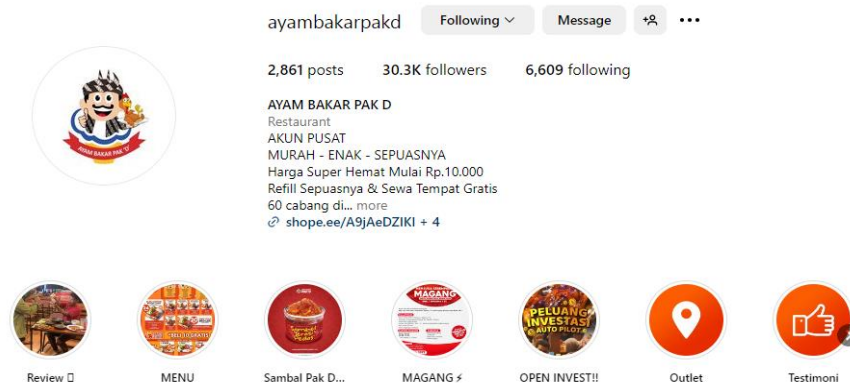 ayambakarpakd Following Message
2,861 posts 30.3K followers 6,609 following
AYAM BAKAR PAK D
Restaurant
AKUN PUSAT
MURAH - ENAK - SEPUASNYA
Harga Super Hemat Mulai Rp.10.000
Refill Sepuasnya & Sewa Tempat Gratis
60 cabang di... more
shope.ee/A9jAeDZIKI + 4
AYAM BAKAR PAK "D"
MAGANG
PELUANG
INVESTASI
AUTO PILOT
Review
MENU
Sambal Pak D...
MAGANG⚡
OPEN INVEST!!
Outlet
Testimoni